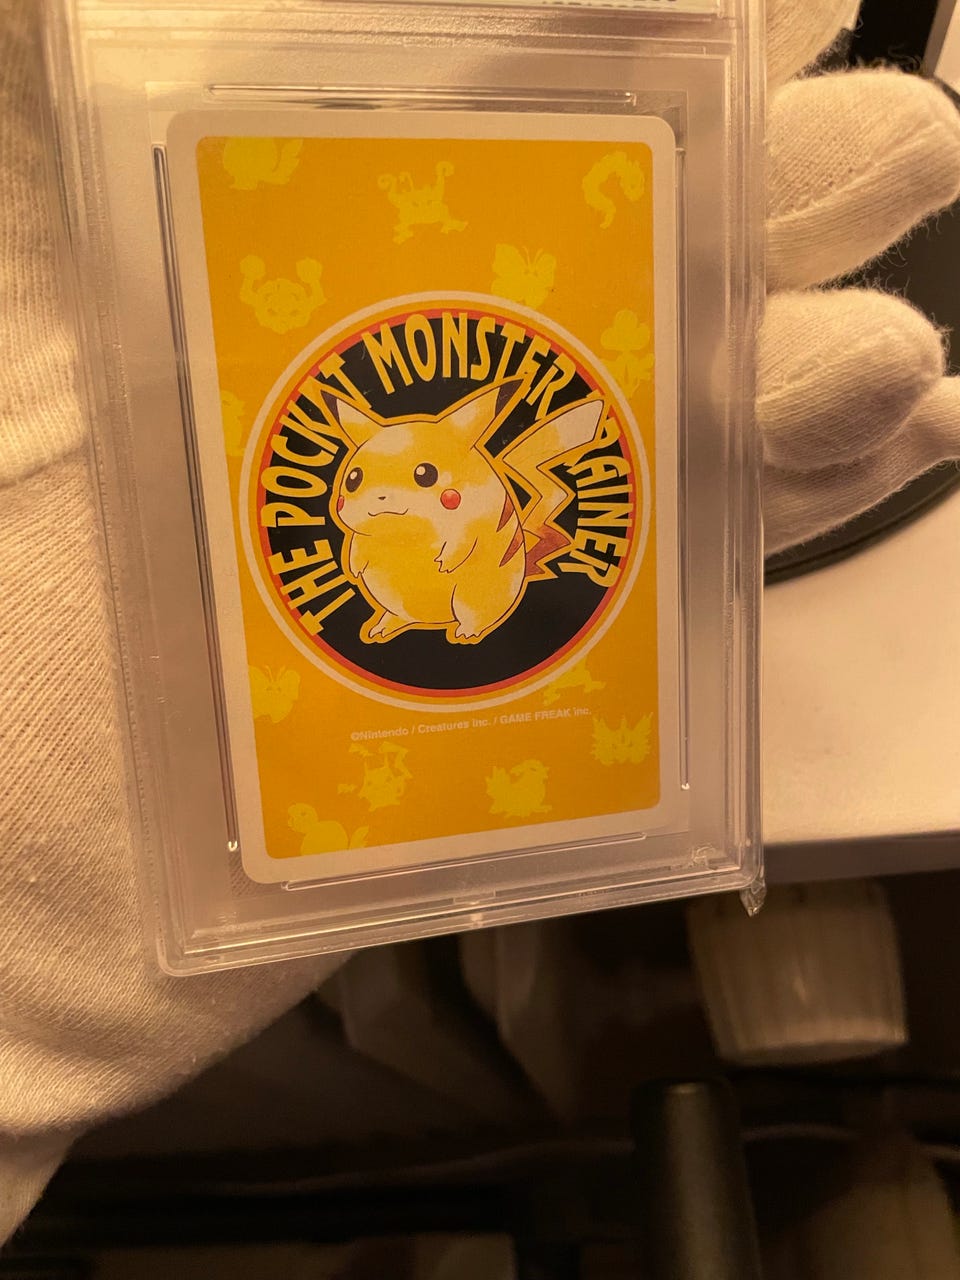 THE POCKET MONSTER TRAINER
©Nintendo / Creatures inc. / GAME FREAK inc.